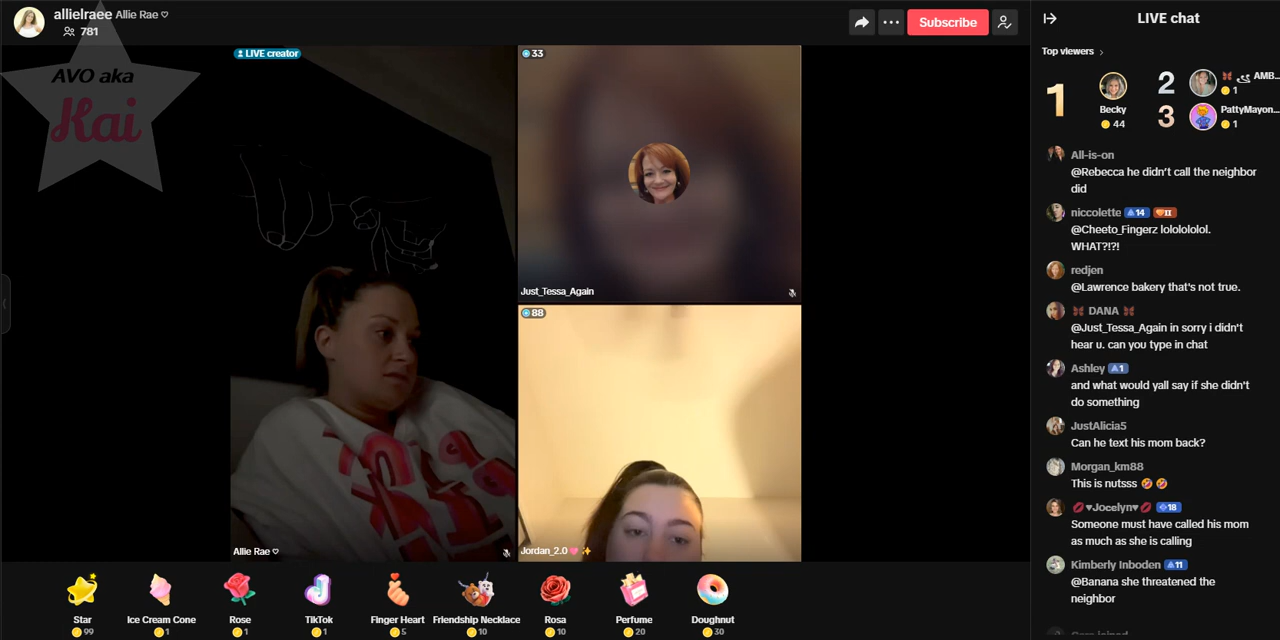 allielraee Allie Rae ♡
781
Subscribe
LIVE chat
AVO aka
Kai
LIVE creator
33
Just_Tessa_Again
88
Allie Rae ♡
Jordan_2.0 🩷 ✨
Star
99
Ice Cream Cone
1
Rose
1
TikTok
1
Finger Heart
5
Friendship Necklace
10
Rosa
10
Perfume
20
Doughnut
30
Top viewers
1
Becky
44
2
AMB...
1
3
PattyMayon...
1
All-is-on
@Rebecca he didn't call the neighbor
did
niccolette 14 II
@Cheeto_Fingerz lolololol.
WHAT?!?!
redjen
@Lawrence bakery that's not true.
🦋 DANA 🦋
@Just_Tessa_Again in sorry i didn't
hear u. can you type in chat
Ashley 1
and what would yall say if she didn't
do something
JustAlicia5
Can he text his mom back?
Morgan_km88
This is nutsss 🤣 🤣
💋♥Jocelyn♥💋 18
Someone must have called his mom
as much as she is calling
Kimberly Inboden 11
@Banana she threatened the
neighbor